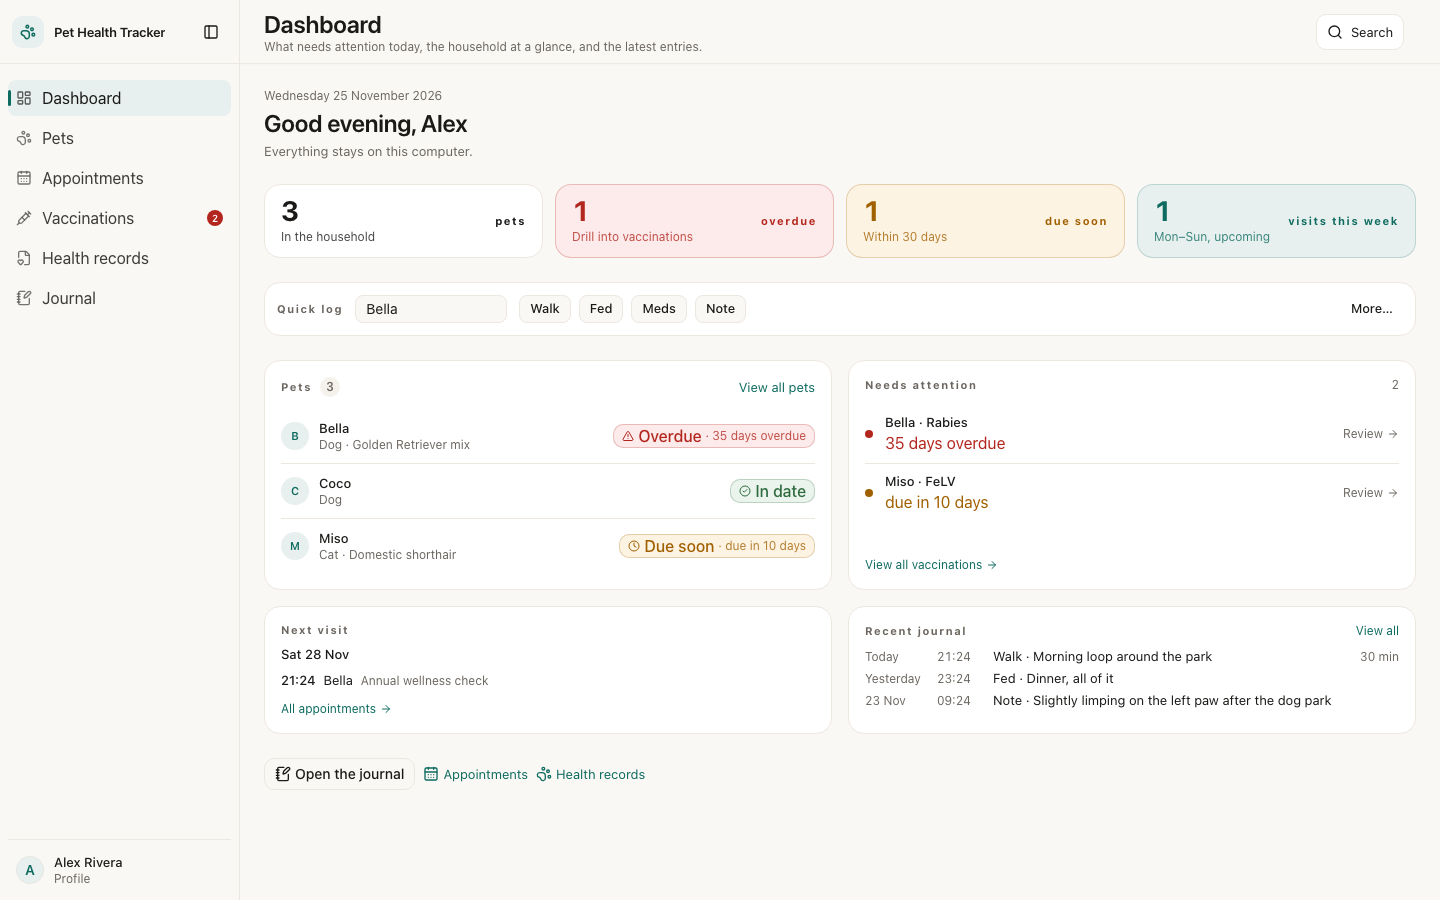 Pet Health Tracker
Dashboard
Pets
Appointments
Vaccinations 2
Health records
Journal
A
Alex Rivera
Profile
Dashboard
What needs attention today, the household at a glance, and the latest entries.
Search
Wednesday 25 November 2026
Good evening, Alex
Everything stays on this computer.
3 pets
In the household
1 overdue
Drill into vaccinations
1 due soon
Within 30 days
1 visits this week
Mon–Sun, upcoming
Quick log Bella Walk Fed Meds Note More...
Pets 3 View all pets
B
Bella
Dog · Golden Retriever mix
Overdue · 35 days overdue
C
Coco
Dog
In date
M
Miso
Cat · Domestic shorthair
Due soon · due in 10 days
Needs attention 2
Bella · Rabies
35 days overdue
Review →
Miso · FeLV
due in 10 days
Review →
View all vaccinations →
Next visit
Sat 28 Nov
21:24 Bella Annual wellness check
All appointments →
Recent journal View all
Today 21:24 Walk · Morning loop around the park 30 min
Yesterday 23:24 Fed · Dinner, all of it
23 Nov 09:24 Note · Slightly limping on the left paw after the dog park
Open the journal Appointments Health records